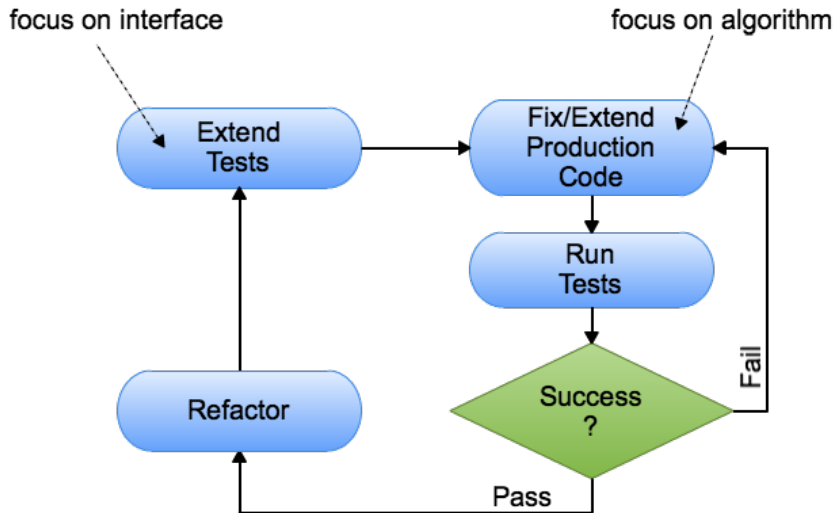 focus on interface
focus on algorithm
Extend
Tests
Fix/Extend
Production
Code
Run
Tests
Refactor
Success
?
Fail
Pass